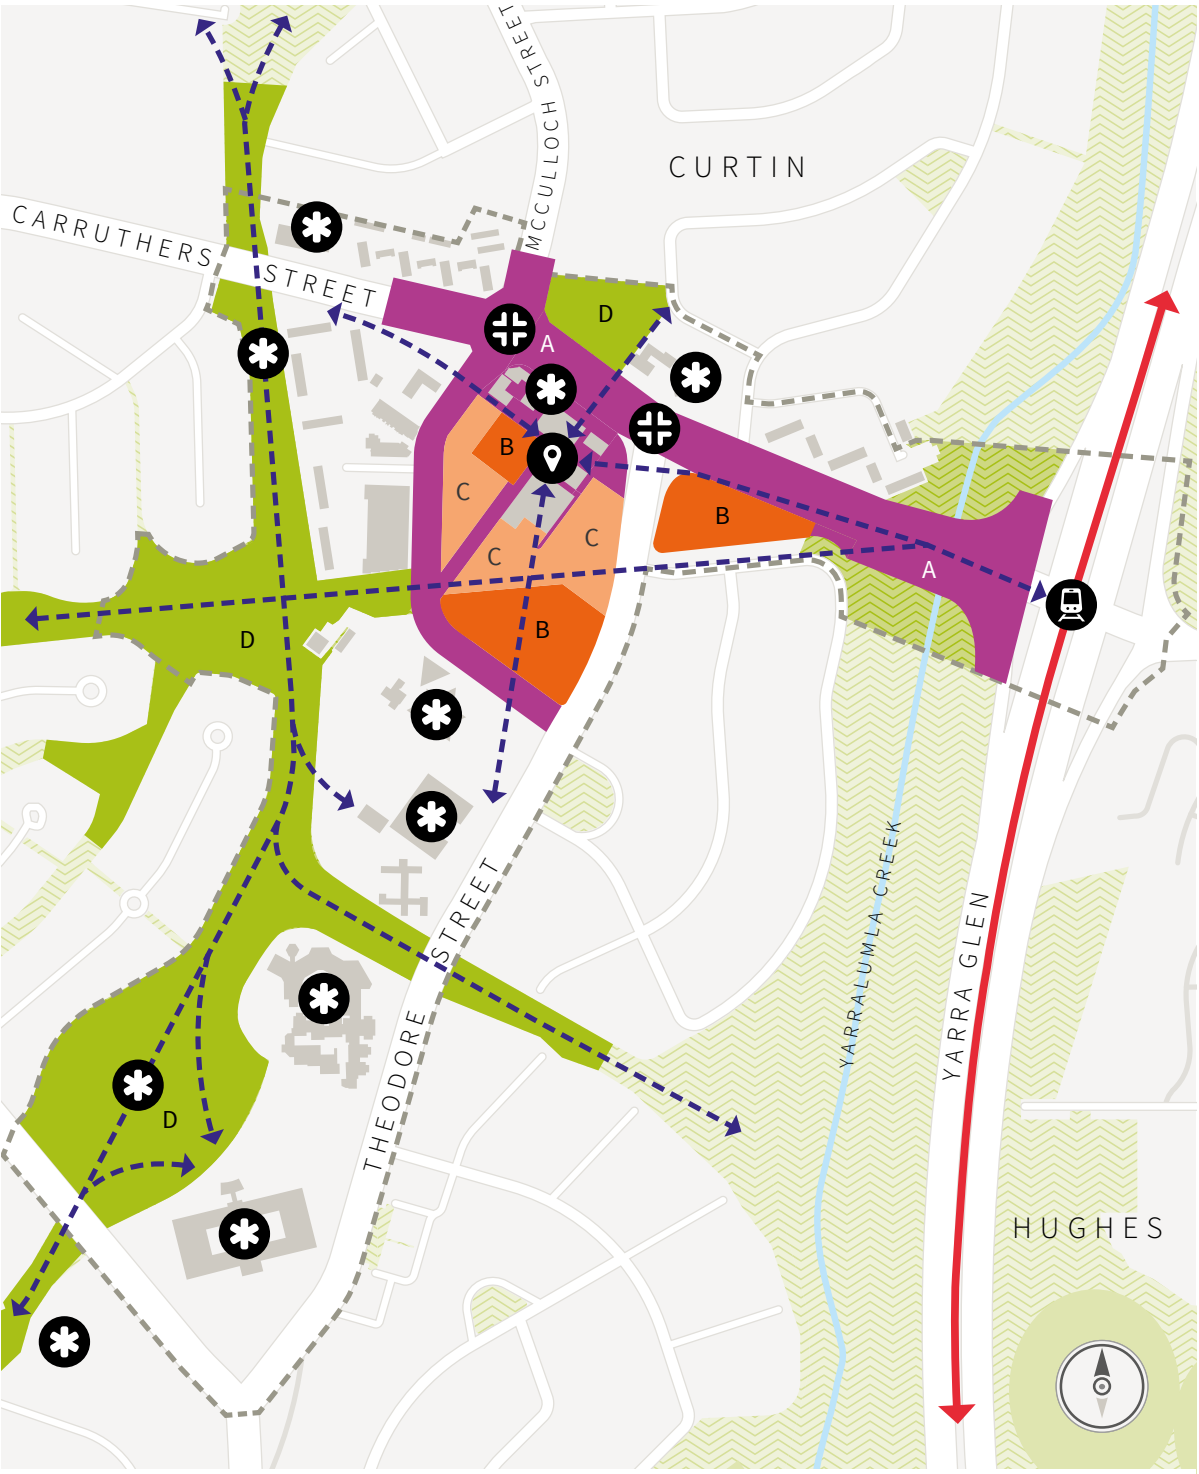 MCCULLOCH STREET
CURTIN
CARRUTHERS STREET
D
A
B
C
B
C
C
A
B
D
YARRALUMLA CREEK
STREET
YARRA GLEN
THEODORE
D
HUGHES